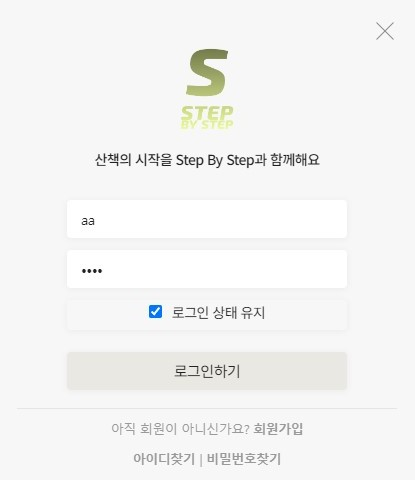 S
STEP
BY STEP
산책의 시작을 Step By Step과 함께해요
aa
••••
로그인 상태 유지
로그인하기
아직 회원이 아니신가요? 회원가입
아이디찾기 | 비밀번호찾기